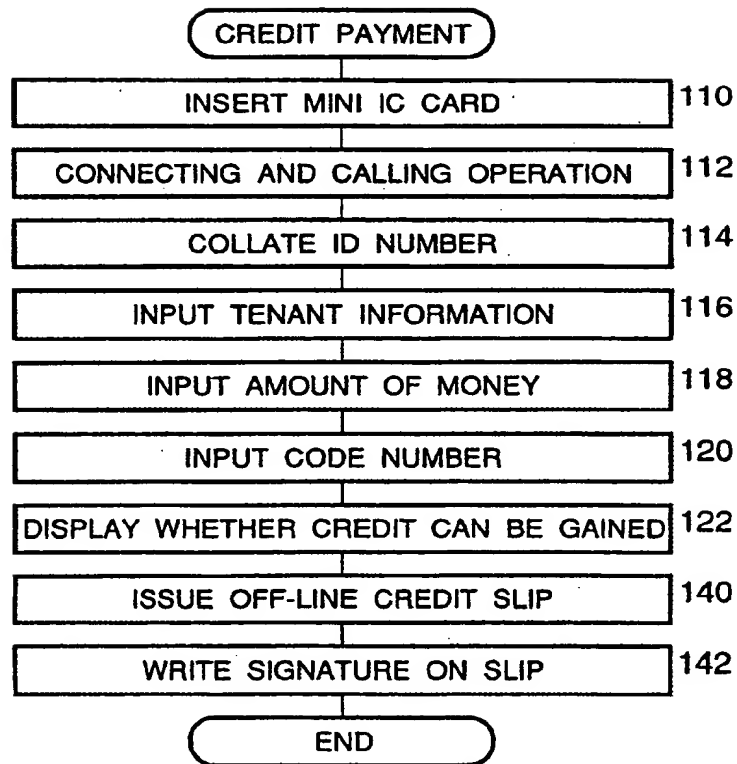 CREDIT PAYMENT
INSERT MINI IC CARD 110
CONNECTING AND CALLING OPERATION 112
COLLATE ID NUMBER 114
INPUT TENANT INFORMATION 116
INPUT AMOUNT OF MONEY 118
INPUT CODE NUMBER 120
DISPLAY WHETHER CREDIT CAN BE GAINED 122
ISSUE OFF-LINE CREDIT SLIP 140
WRITE SIGNATURE ON SLIP 142
END